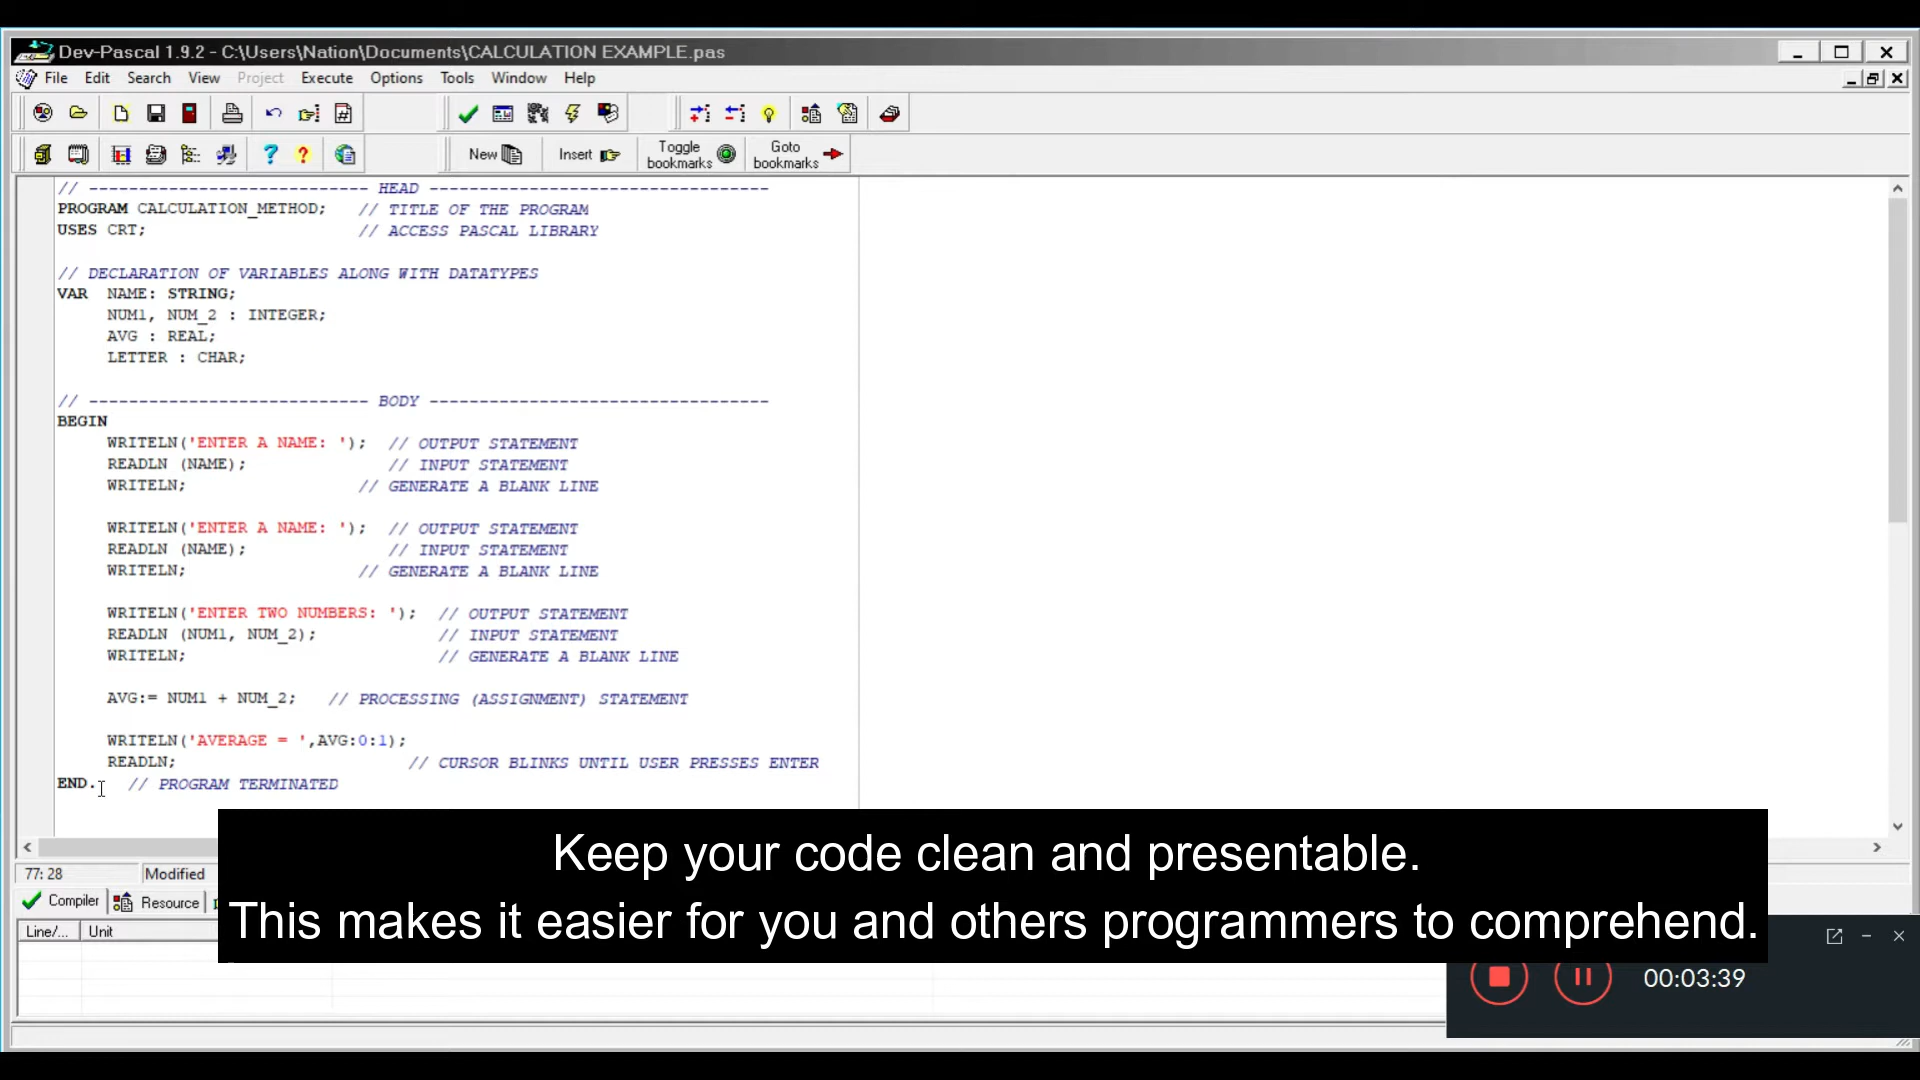 Dev-Pascal 1.9.2 - C:\Users\Nation\Documents\CALCULATION EXAMPLE.pas
File Edit Search View Project Execute Options Tools Window Help
New Insert Toggle bookmarks Goto bookmarks
// ---------------------------- HEAD ----------------------------------
PROGRAM CALCULATION_METHOD; // TITLE OF THE PROGRAM
USES CRT; // ACCESS PASCAL LIBRARY
// DECLARATION OF VARIABLES ALONG WITH DATATYPES
VAR NAME: STRING;
NUM1, NUM_2 : INTEGER;
AVG : REAL;
LETTER : CHAR;
// ---------------------------- BODY ----------------------------------
BEGIN
WRITELN('ENTER A NAME: '); // OUTPUT STATEMENT
READLN (NAME); // INPUT STATEMENT
WRITELN; // GENERATE A BLANK LINE
WRITELN('ENTER A NAME: '); // OUTPUT STATEMENT
READLN (NAME); // INPUT STATEMENT
WRITELN; // GENERATE A BLANK LINE
WRITELN('ENTER TWO NUMBERS: '); // OUTPUT STATEMENT
READLN (NUM1, NUM_2); // INPUT STATEMENT
WRITELN; // GENERATE A BLANK LINE
AVG:= NUM1 + NUM_2; // PROCESSING (ASSIGNMENT) STATEMENT
WRITELN('AVERAGE = ',AVG:0:1);
READLN; // CURSOR BLINKS UNTIL USER PRESSES ENTER
END. // PROGRAM TERMINATED
Keep your code clean and presentable.
This makes it easier for you and others programmers to comprehend.
77: 28 Modified
Compiler Resource
Line/... Unit
00:03:39